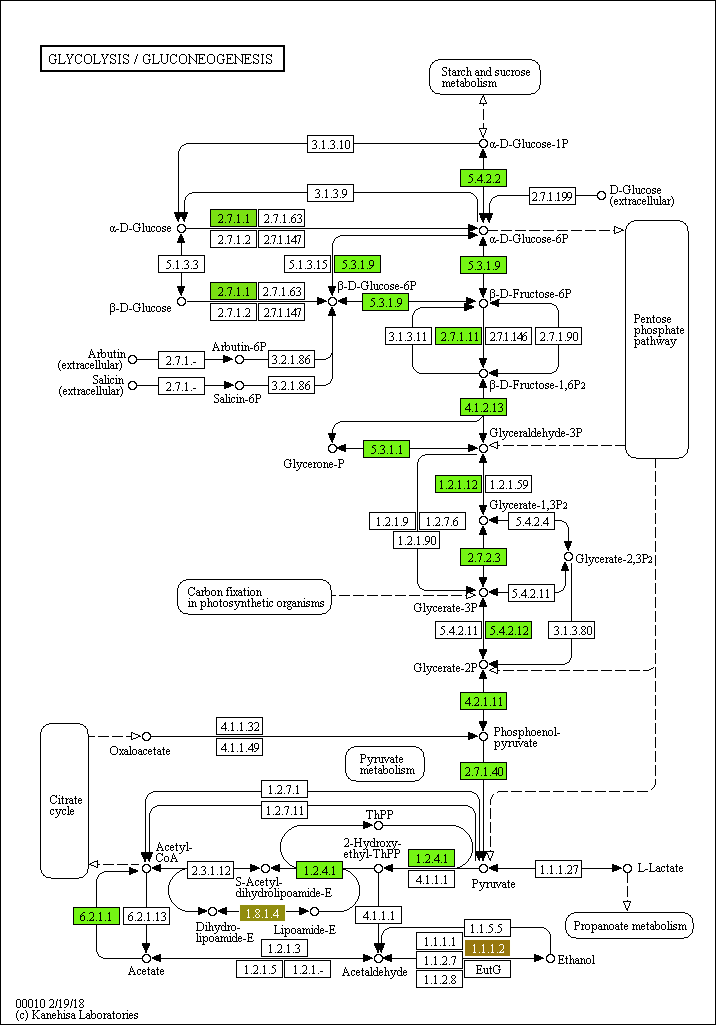 GLYCOLYSIS / GLUCONEOGENESIS
Starch and sucrose
metabolism
3.1.3.10
α-D-Glucose-1P
5.4.2.2
3.1.3.9
2.7.1.199
D-Glucose
(extracellular)
2.7.1.1
2.7.1.63
α-D-Glucose
α-D-Glucose-6P
2.7.1.2
2.7.1.147
5.1.3.3
5.1.3.15
5.3.1.9
5.3.1.9
β-D-Glucose-6P
2.7.1.1
2.7.1.63
β-D-Glucose
5.3.1.9
β-D-Fructose-6P
2.7.1.2
2.7.1.147
Pentose
phosphate
pathway
3.1.3.11
2.7.1.11
2.7.1.146
2.7.1.90
Arbutin
(extracellular)
2.7.1.-
Arbutin-6P
3.2.1.86
Salicin
(extracellular)
2.7.1.-
Salicin-6P
3.2.1.86
β-D-Fructose-1,6P2
4.1.2.13
Glyceraldehyde-3P
Glycerone-P
5.3.1.1
1.2.1.12
1.2.1.59
Glycerate-1,3P2
1.2.1.9
1.2.7.6
5.4.2.4
1.2.1.90
2.7.2.3
Glycerate-2,3P2
Carbon fixation
in photosynthetic organisms
5.4.2.11
Glycerate-3P
5.4.2.11
5.4.2.12
3.1.3.80
Glycerate-2P
4.2.1.11
4.1.1.32
Oxaloacetate
4.1.1.49
Phosphoenol-
pyruvate
Pyruvate
metabolism
2.7.1.40
Citrate
cycle
1.2.7.1
1.2.7.11
ThPP
Acetyl-
CoA
2-Hydroxy-
ethyl-ThPP
2.3.1.12
1.2.4.1
1.2.4.1
4.1.1.1
Pyruvate
1.1.1.27
L-Lactate
S-Acetyl-
dihydrolipoamide-E
6.2.1.1
6.2.1.13
1.8.1.4
Dihydro-
lipoamide-E
Lipoamide-E
4.1.1.1
Propanoate metabolism
1.1.5.5
1.2.1.3
1.1.1.1
1.1.1.2
Acetate
1.2.1.5
1.2.1.-
Acetaldehyde
1.1.2.7
EutG
Ethanol
1.1.2.8
00010 2/19/18
(c) Kanehisa Laboratories